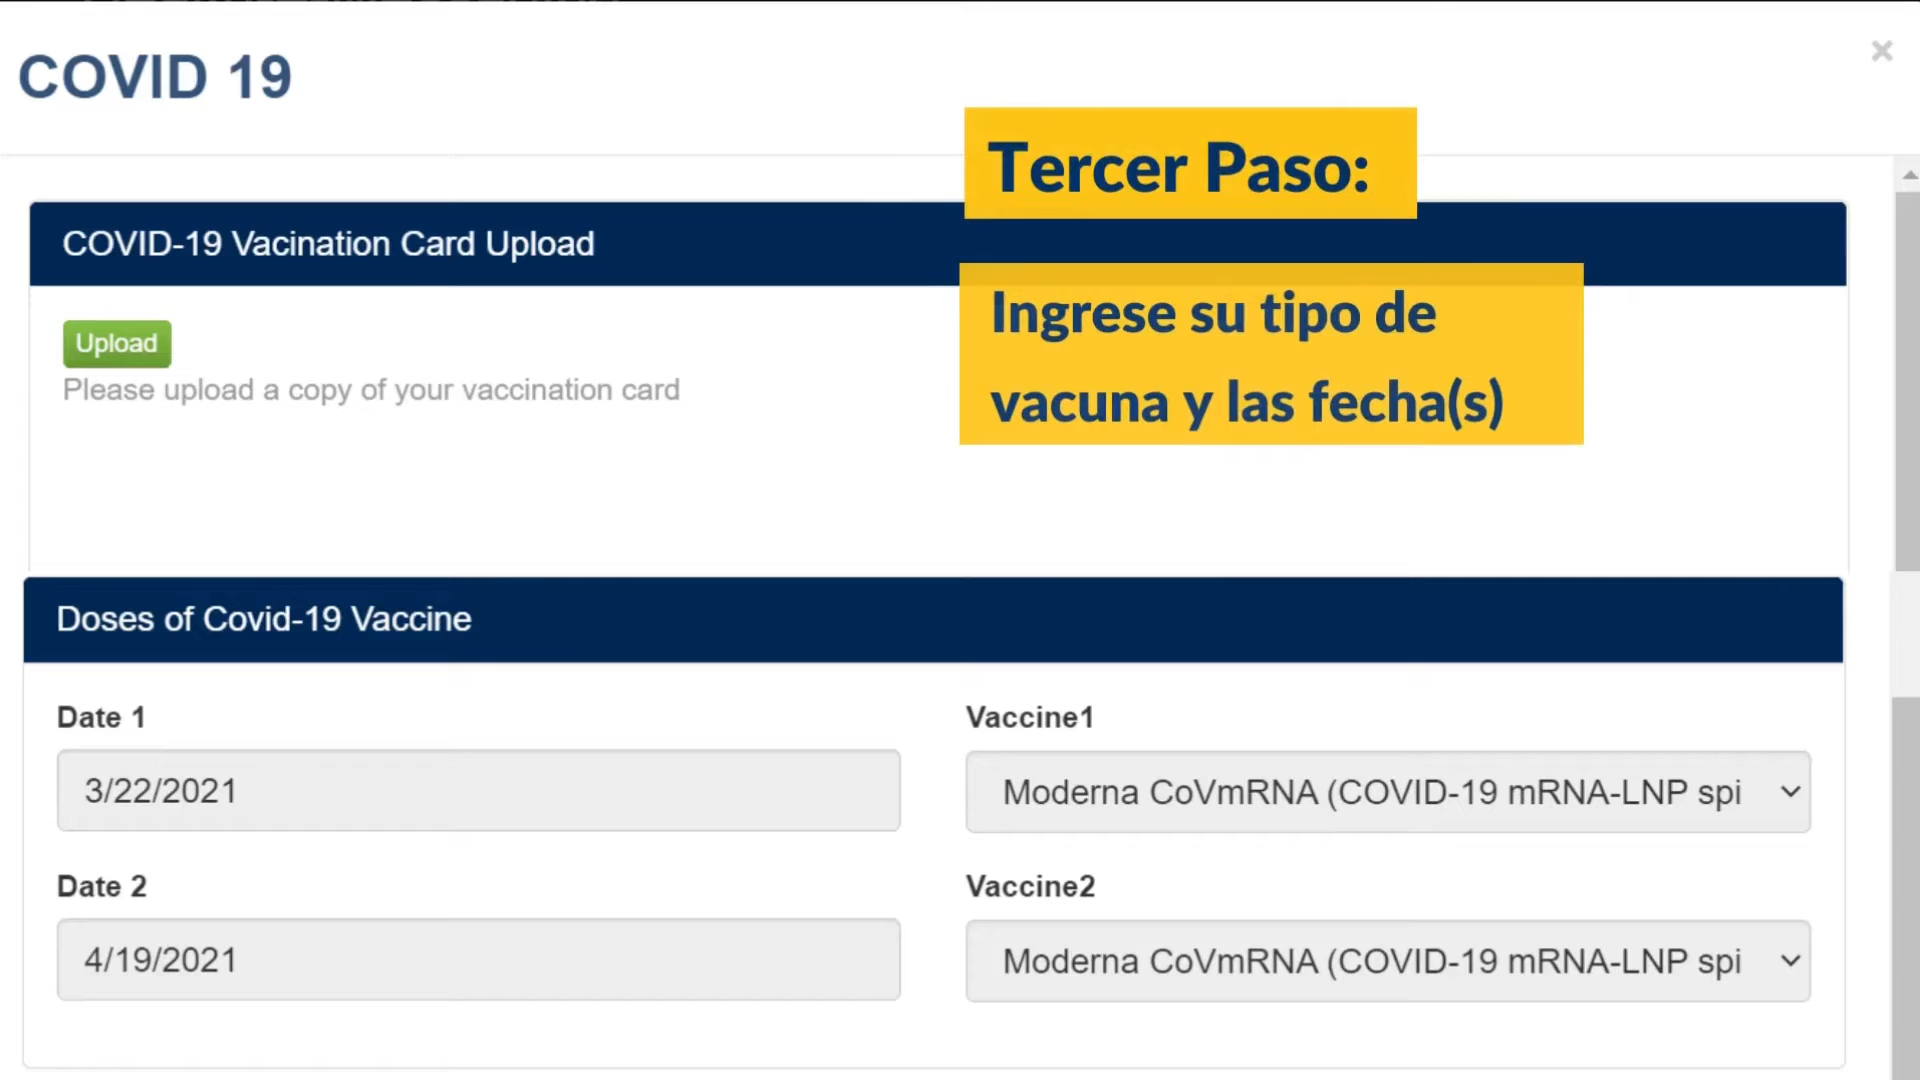 COVID 19
×
Tercer Paso:
COVID-19 Vacination Card Upload
Ingrese su tipo de
vacuna y las fecha(s)
Upload
Please upload a copy of your vaccination card
Doses of Covid-19 Vaccine
Date 1
Vaccine1
3/22/2021
Moderna CoVmRNA (COVID-19 mRNA-LNP spi
Date 2
Vaccine2
4/19/2021
Moderna CoVmRNA (COVID-19 mRNA-LNP spi